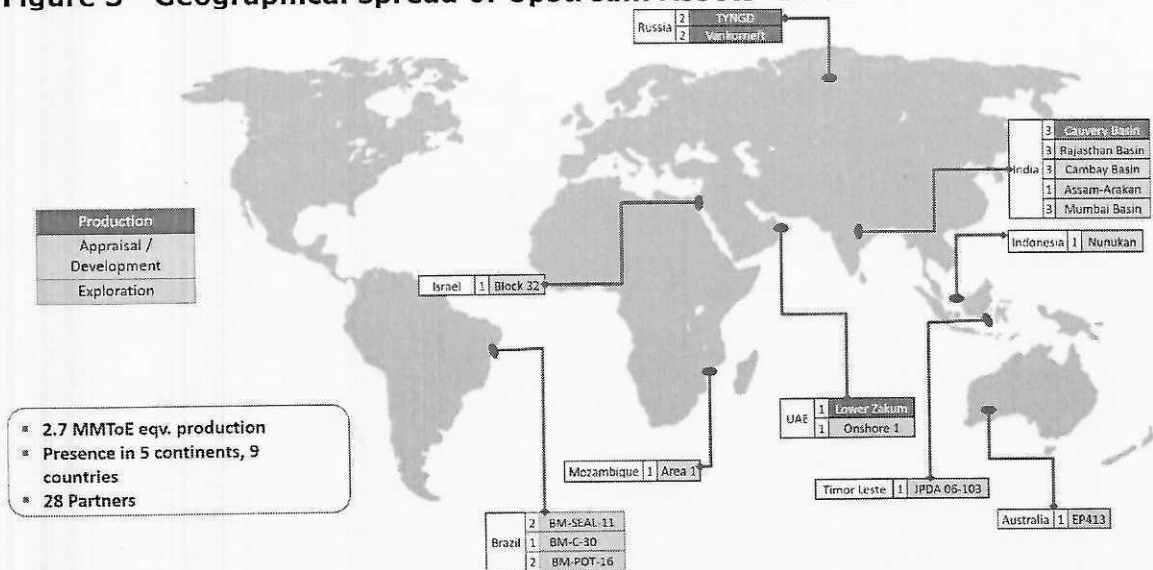 Figure 3 Geographical Spread of Upstream Assets
Russia
2 TYNGD
2 Vankorneft
India
3 Cauvery Basin
3 Rajasthan Basin
3 Cambay Basin
1 Assam-Arakan
3 Mumbai Basin
Indonesia 1 Nunukan
Production
Appraisal /
Development
Exploration
Israel 1 Block 32
UAE
1 Lower Zakum
1 Onshore 1
▪ 2.7 MMToE eqv. production
▪ Presence in 5 continents, 9
countries
▪ 28 Partners
Mozambique 1 Area 1
Timor Leste 1 JPDA 06-103
Australia 1 EP413
Brazil
2 BM-SEAL-11
1 BM-C-30
2 BM-POT-16